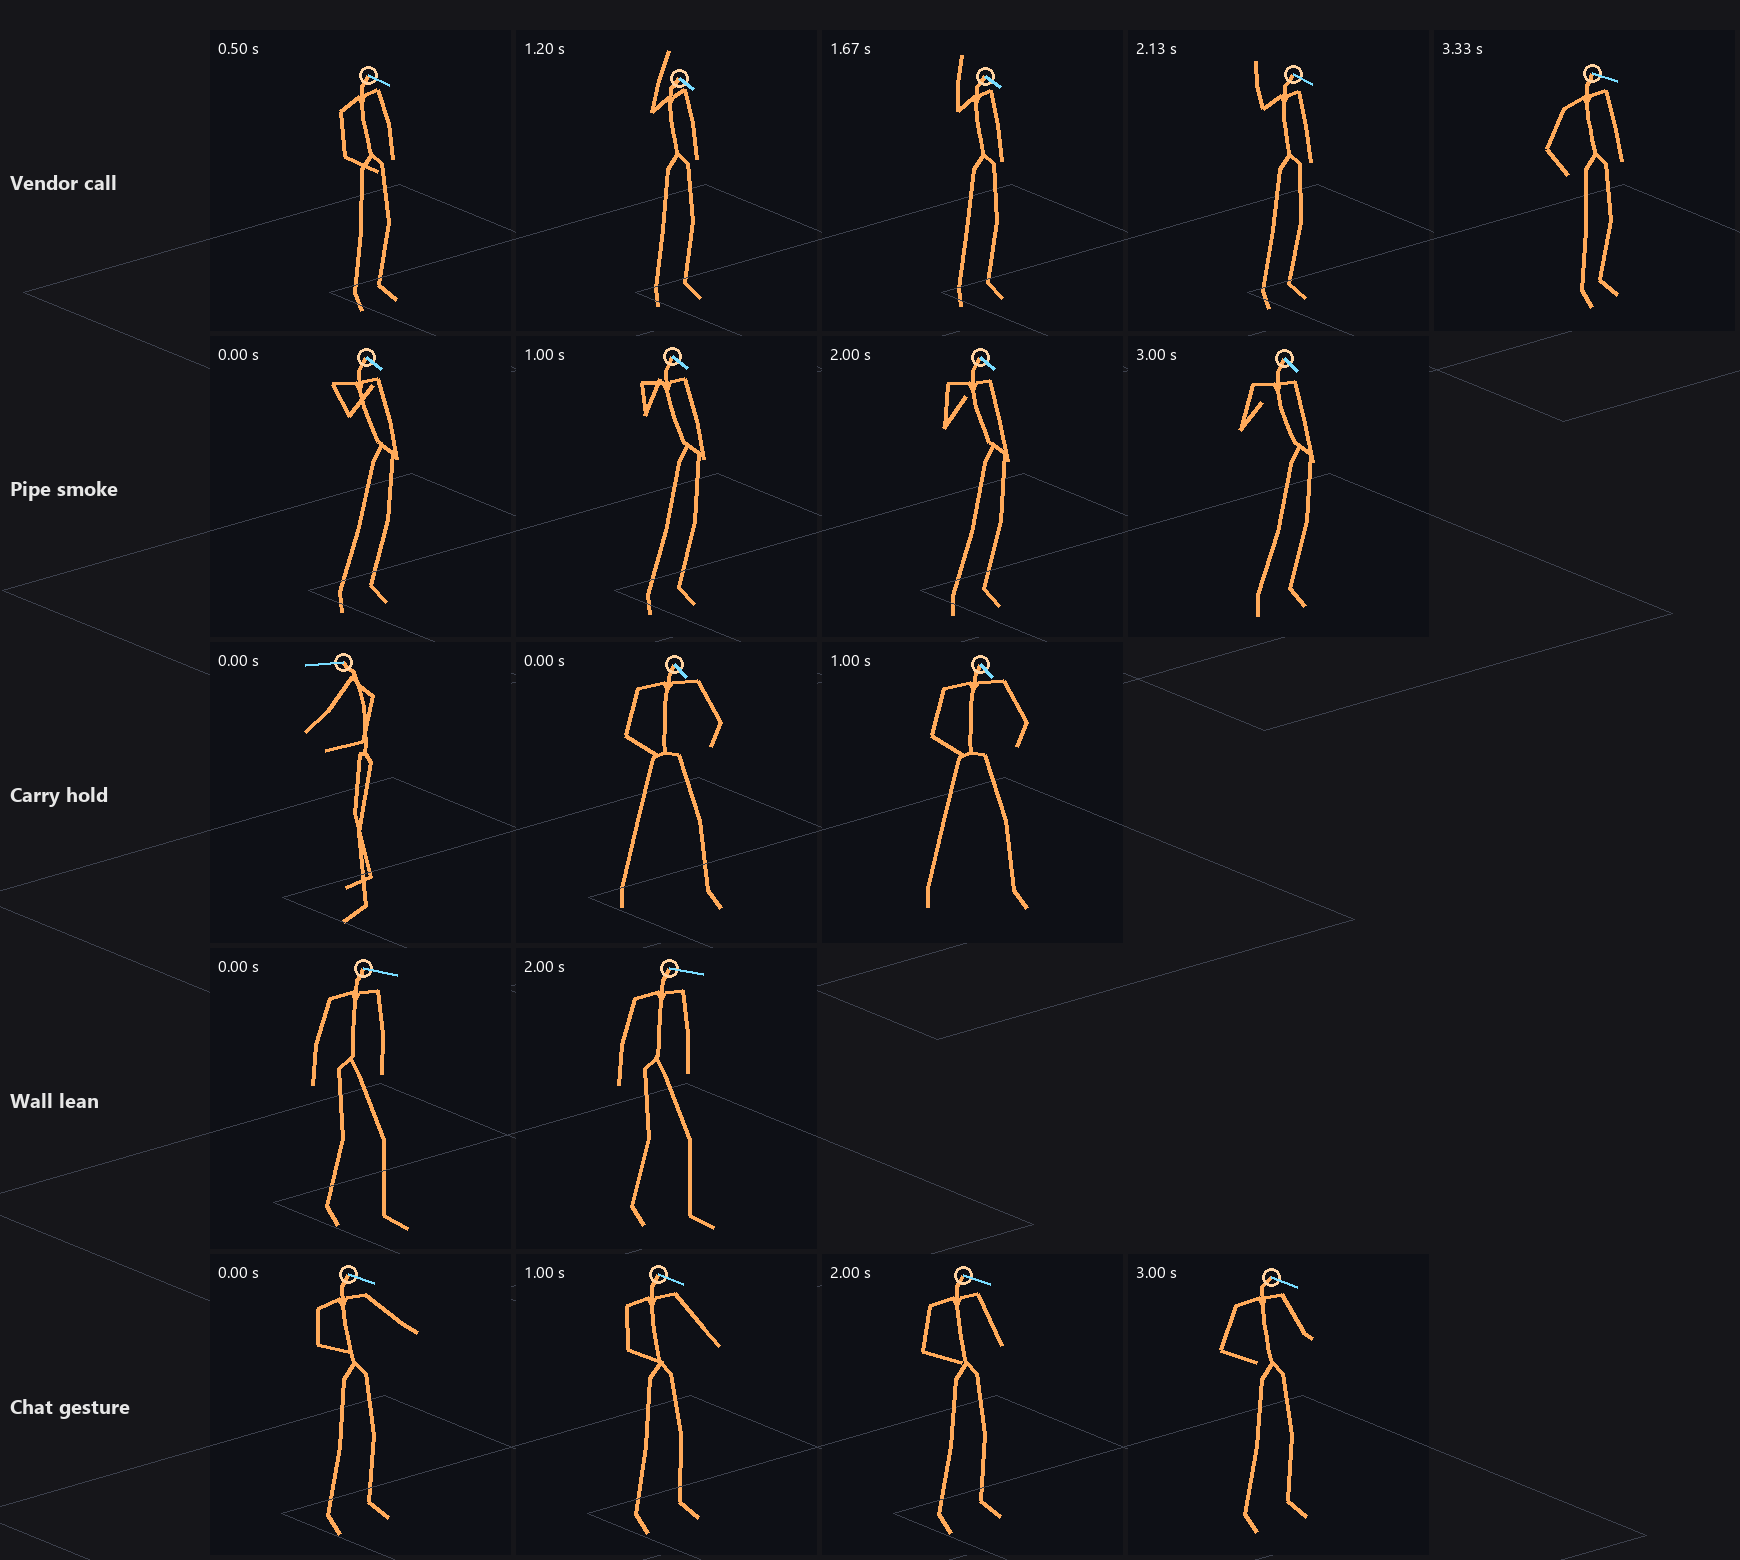 0.50 s 1.20 s 1.67 s 2.13 s 3.33 s
Vendor call
0.00 s 1.00 s 2.00 s 3.00 s
Pipe smoke
0.00 s 0.00 s 1.00 s
Carry hold
0.00 s 2.00 s
Wall lean
0.00 s 1.00 s 2.00 s 3.00 s
Chat gesture